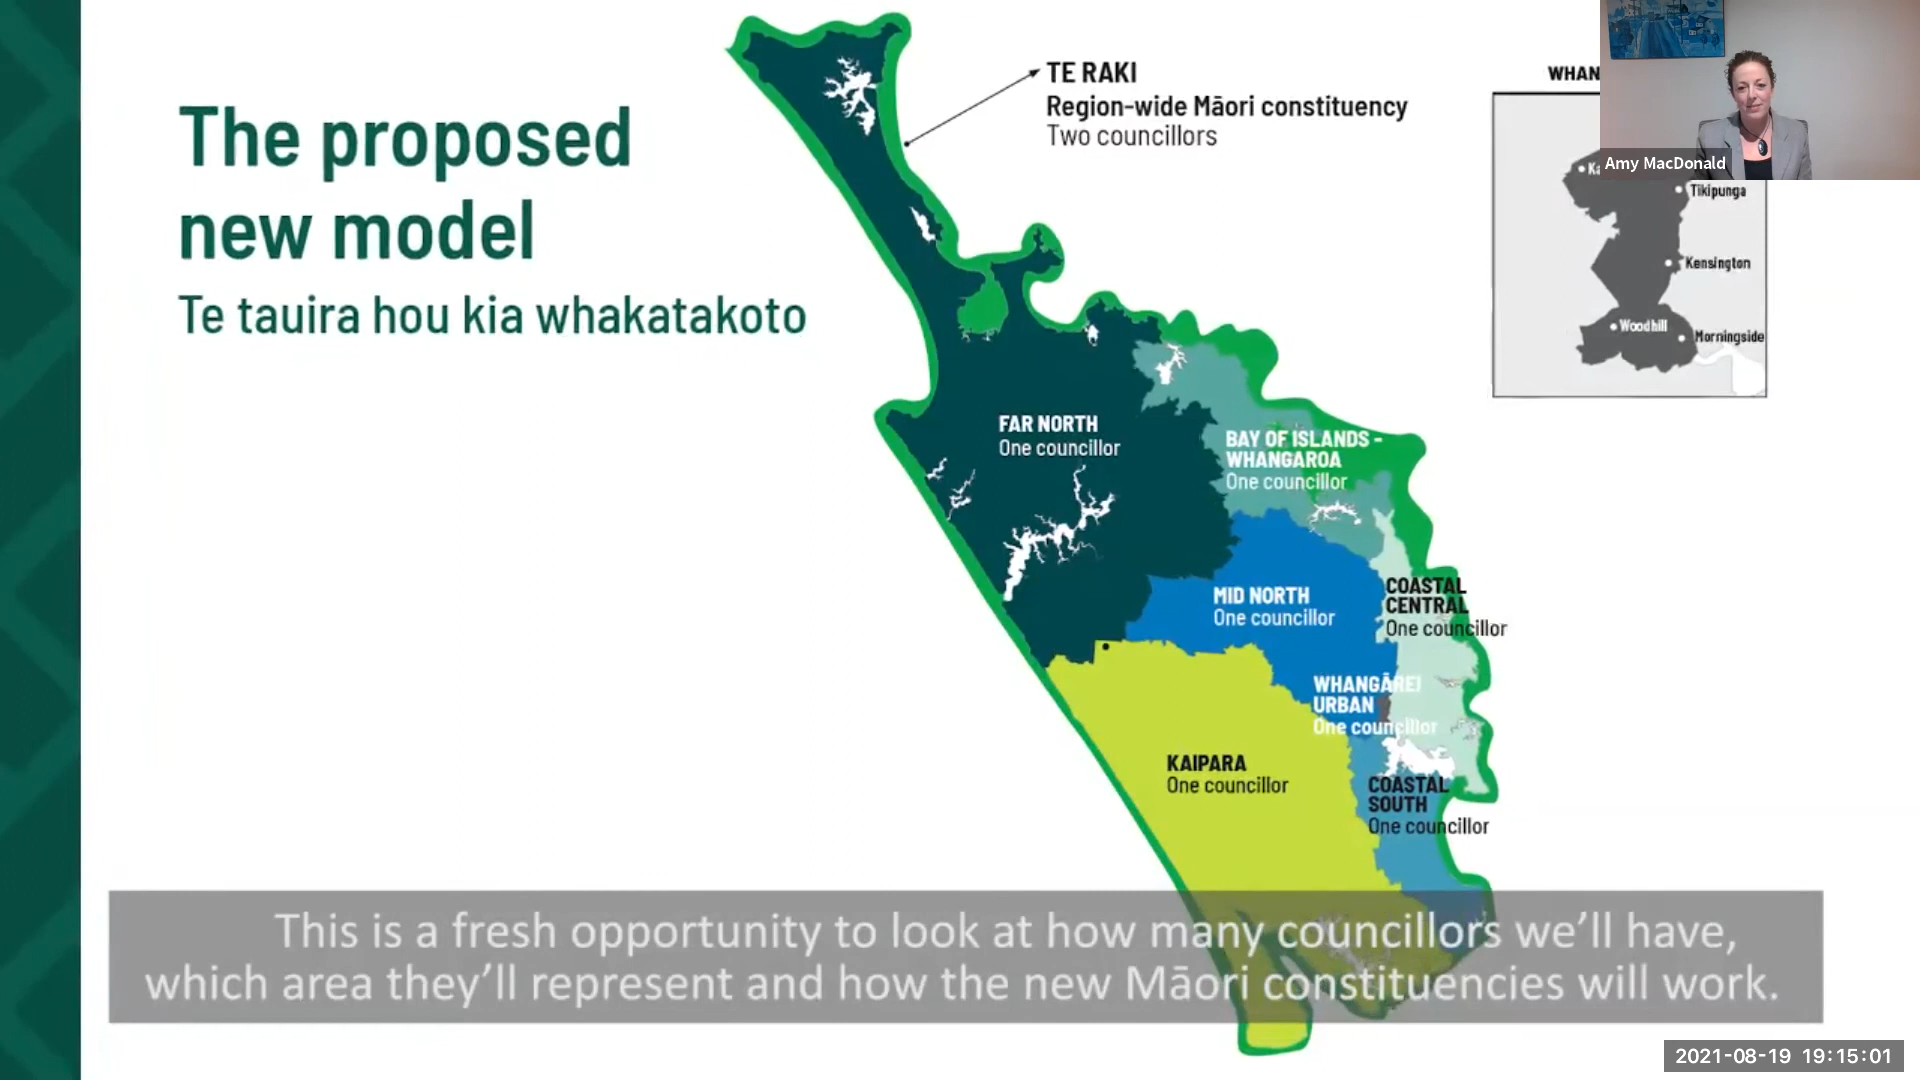 The proposed
new model
Te tauira hou kia whakatakoto
TE RAKI
Region-wide Māori constituency
Two councillors
Amy MacDonald
Tikipunga
Kensington
Woodhill
Morningside
FAR NORTH
One councillor
BAY OF ISLANDS -
WHANGAROA
One councillor
MID NORTH
One councillor
COASTAL
CENTRAL
One councillor
WHANGĀREI
URBAN
One councillor
KAIPARA
One councillor
COASTAL
SOUTH
One councillor
This is a fresh opportunity to look at how many councillors we’ll have,
which area they’ll represent and how the new Māori constituencies will work.
2021-08-19 19:15:01